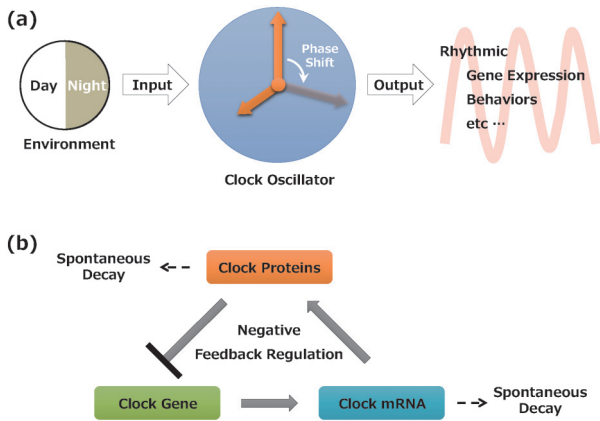 (a)
Day Night
Environment
Input
Phase
Shift
Clock Oscillator
Output
Rhythmic
Gene Expression
Behaviors
etc ⋯
(b)
Spontaneous
Decay
Clock Proteins
Negative
Feedback Regulation
Clock Gene
Clock mRNA
Spontaneous
Decay